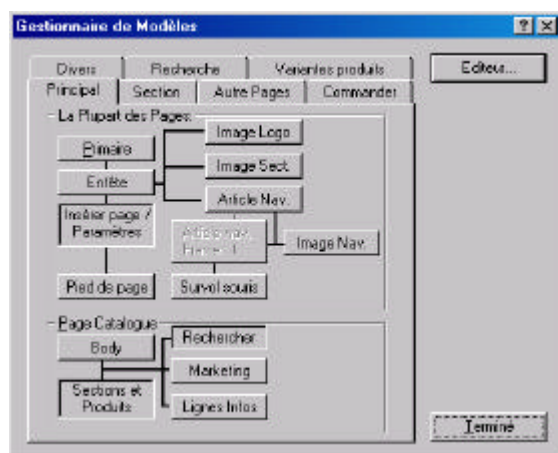 Gestionnaire de Modèles
Divers
Recherche
Variantes produits
Editeur...
Principal
Section
Autre Pages
Commander
La Plupart des Pages:
Image Logo
Primaire
Image Sect.
Entête
Article Nav.
Insérer page /
Paramètres
Article nav.
Image Nav.
Pied de page
Survol souris
Page Catalogue
Body
Rechercher
Marketing
Sections et
Produits
Lignes Infos
Terminé